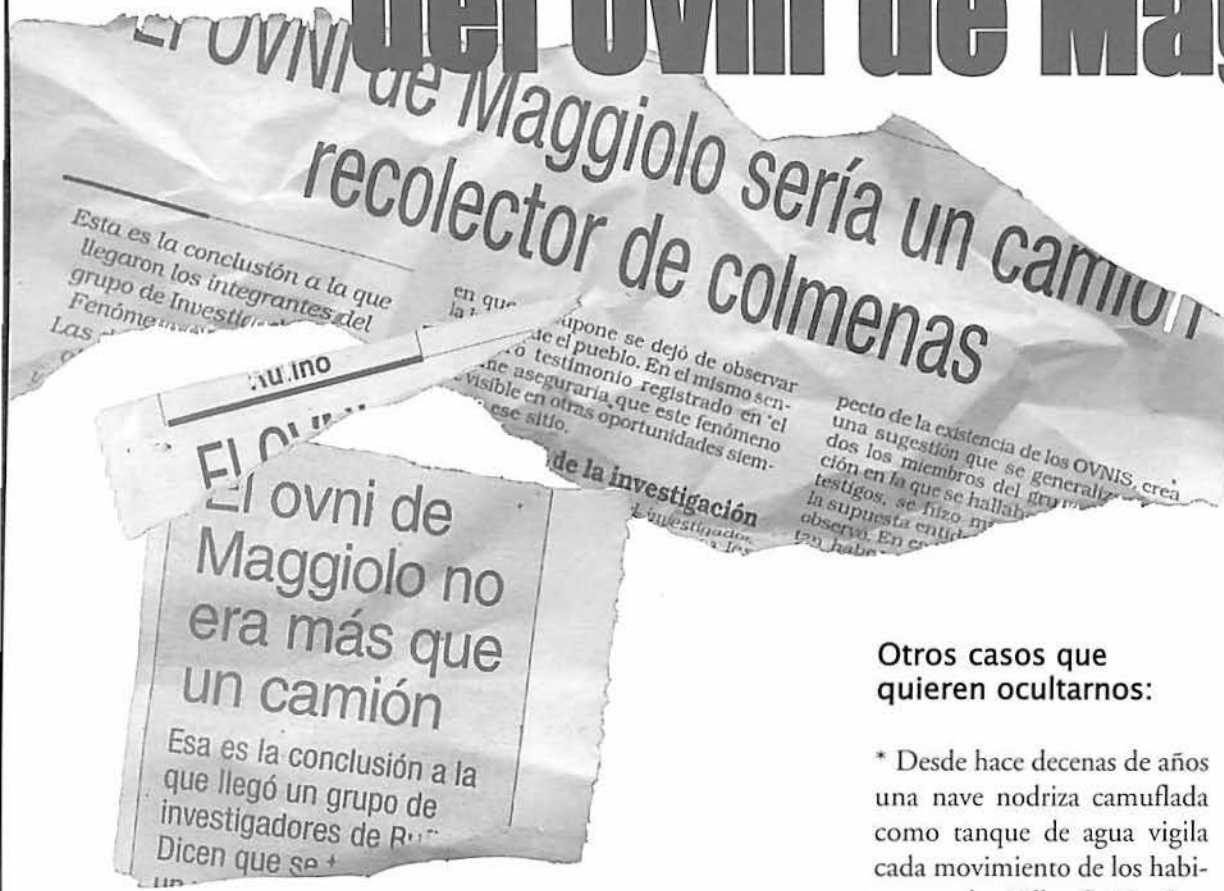 del ovni de Mag
El OVNI de Maggiolo sería un camión
recolector de colmenas
Esta es la conclusión a la que
llegaron los integrantes del
grupo de
Las
en que
supone se dejó de observar
el pueblo. En el mismo sen-
testimonio registrado en el
aseguraría que este fenómeno
visible en otras oportunidades siem-
ese sitio.
de la investigación
pecto de la existencia de los OVNIS, crea
una sugestión que se
dos los miembros del
ción en la que se
testigos, se hizo
la supuesta
observó. En
El ovni de
Maggiolo no
era más que
un camión
Esa es la conclusión a la
que llegó un grupo de
investigadores de
Dicen que se
un
Otros casos que
quieren ocultarnos:
* Desde hace decenas de años
una nave nodriza camuflada
como tanque de agua vigila
cada movimiento de los habi-